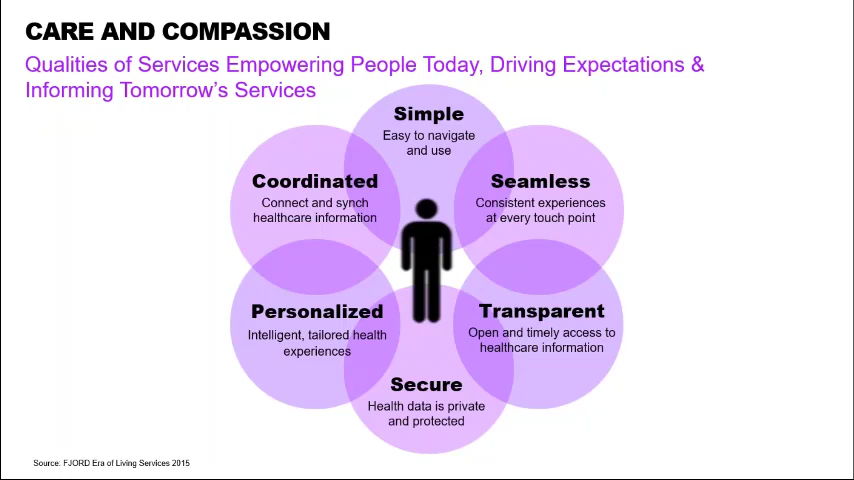 CARE AND COMPASSION
Qualities of Services Empowering People Today, Driving Expectations &
Informing Tomorrow's Services
Simple
Easy to navigate
and use
Coordinated
Connect and synch
healthcare information
Seamless
Consistent experiences
at every touch point
Personalized
Intelligent, tailored health
experiences
Transparent
Open and timely access to
healthcare information
Secure
Health data is private
and protected
Source: FJORD Era of Living Services 2015